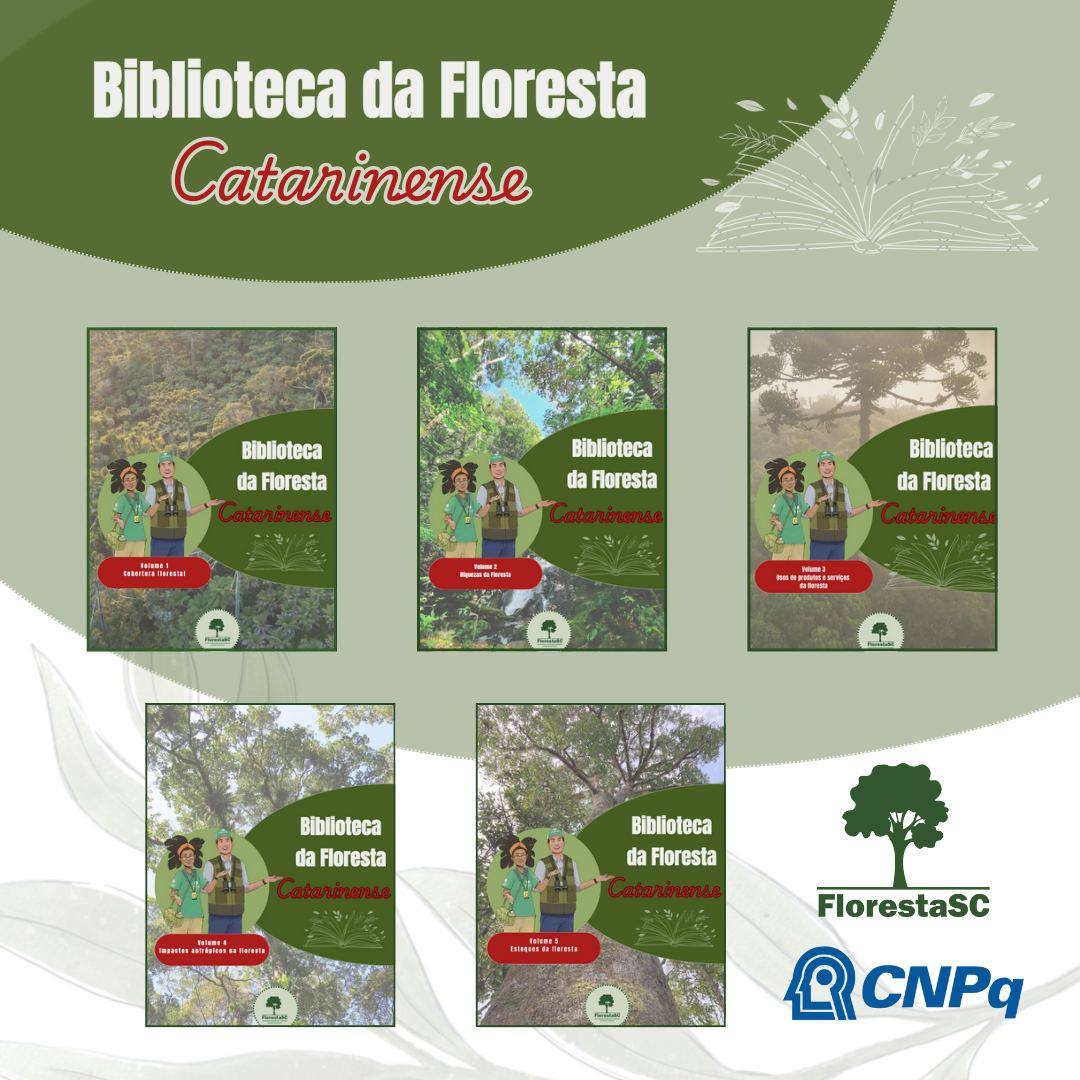 Biblioteca da Floresta
Catarinense
Biblioteca
da Floresta
Catarinense
Volume 1
Cobertura florestal
FlorestaSC
Biblioteca
da Floresta
Catarinense
Volume 2
Riquezas da Floresta
FlorestaSC
Biblioteca
da Floresta
Catarinense
Volume 3
Usos de produtos e serviços
da floresta
FlorestaSC
Biblioteca
da Floresta
Catarinense
Volume 4
Impactos antrópicos na floresta
FlorestaSC
Biblioteca
da Floresta
Catarinense
Volume 5
Estoques da floresta
FlorestaSC
FlorestaSC
CNPq